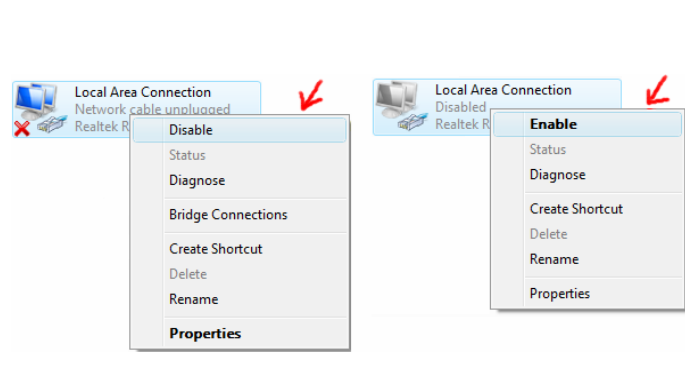 Local Area Connection
Network cable unplugged
Realtek R
Disable
Status
Diagnose
Bridge Connections
Create Shortcut
Delete
Rename
Properties
Local Area Connection
Disabled
Realtek R
Enable
Status
Diagnose
Create Shortcut
Delete
Rename
Properties